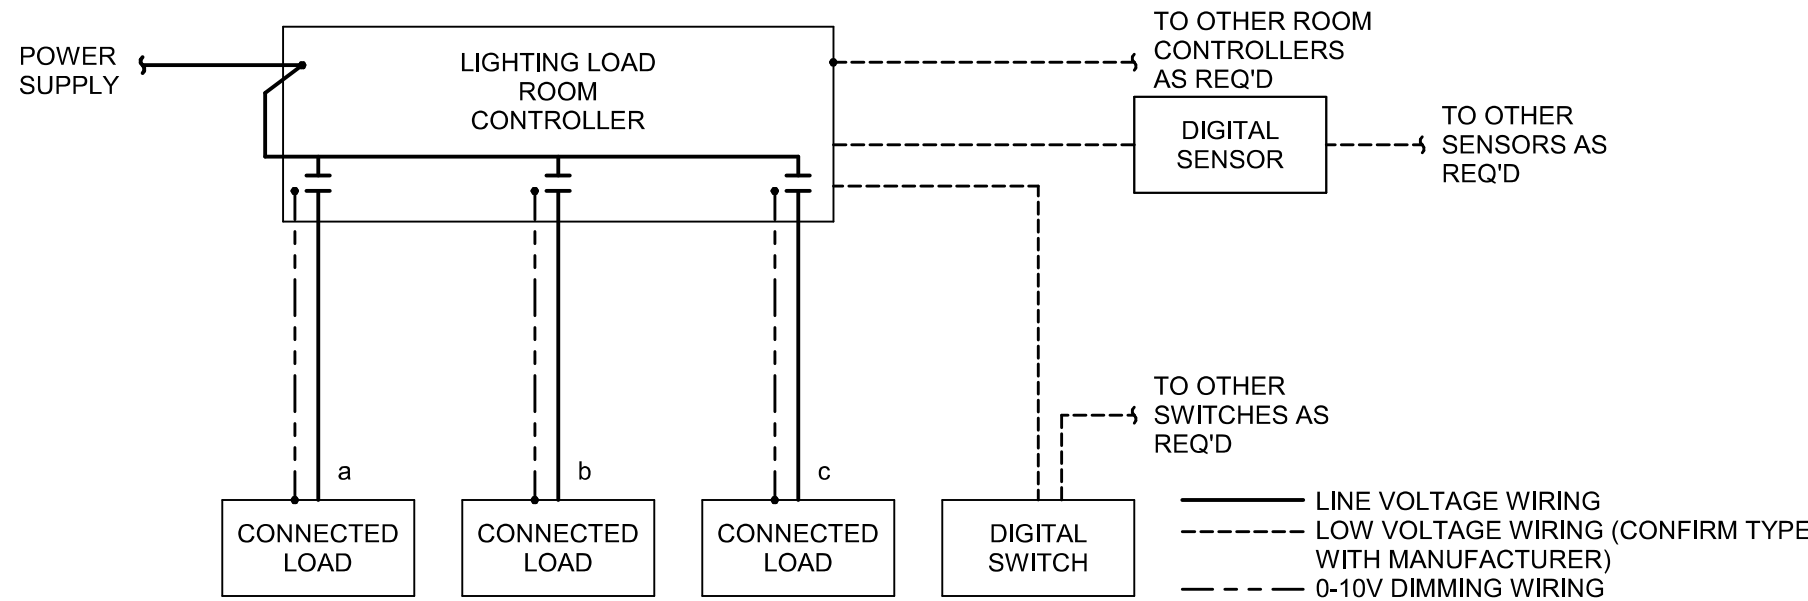 POWER
SUPPLY
LIGHTING LOAD
ROOM
CONTROLLER
TO OTHER ROOM
CONTROLLERS
AS REQ'D
DIGITAL
SENSOR
TO OTHER
SENSORS AS
REQ'D
TO OTHER
SWITCHES AS
REQ'D
a
b
c
CONNECTED
LOAD
CONNECTED
LOAD
CONNECTED
LOAD
DIGITAL
SWITCH
LINE VOLTAGE WIRING
LOW VOLTAGE WIRING (CONFIRM TYPE
WITH MANUFACTURER)
0-10V DIMMING WIRING